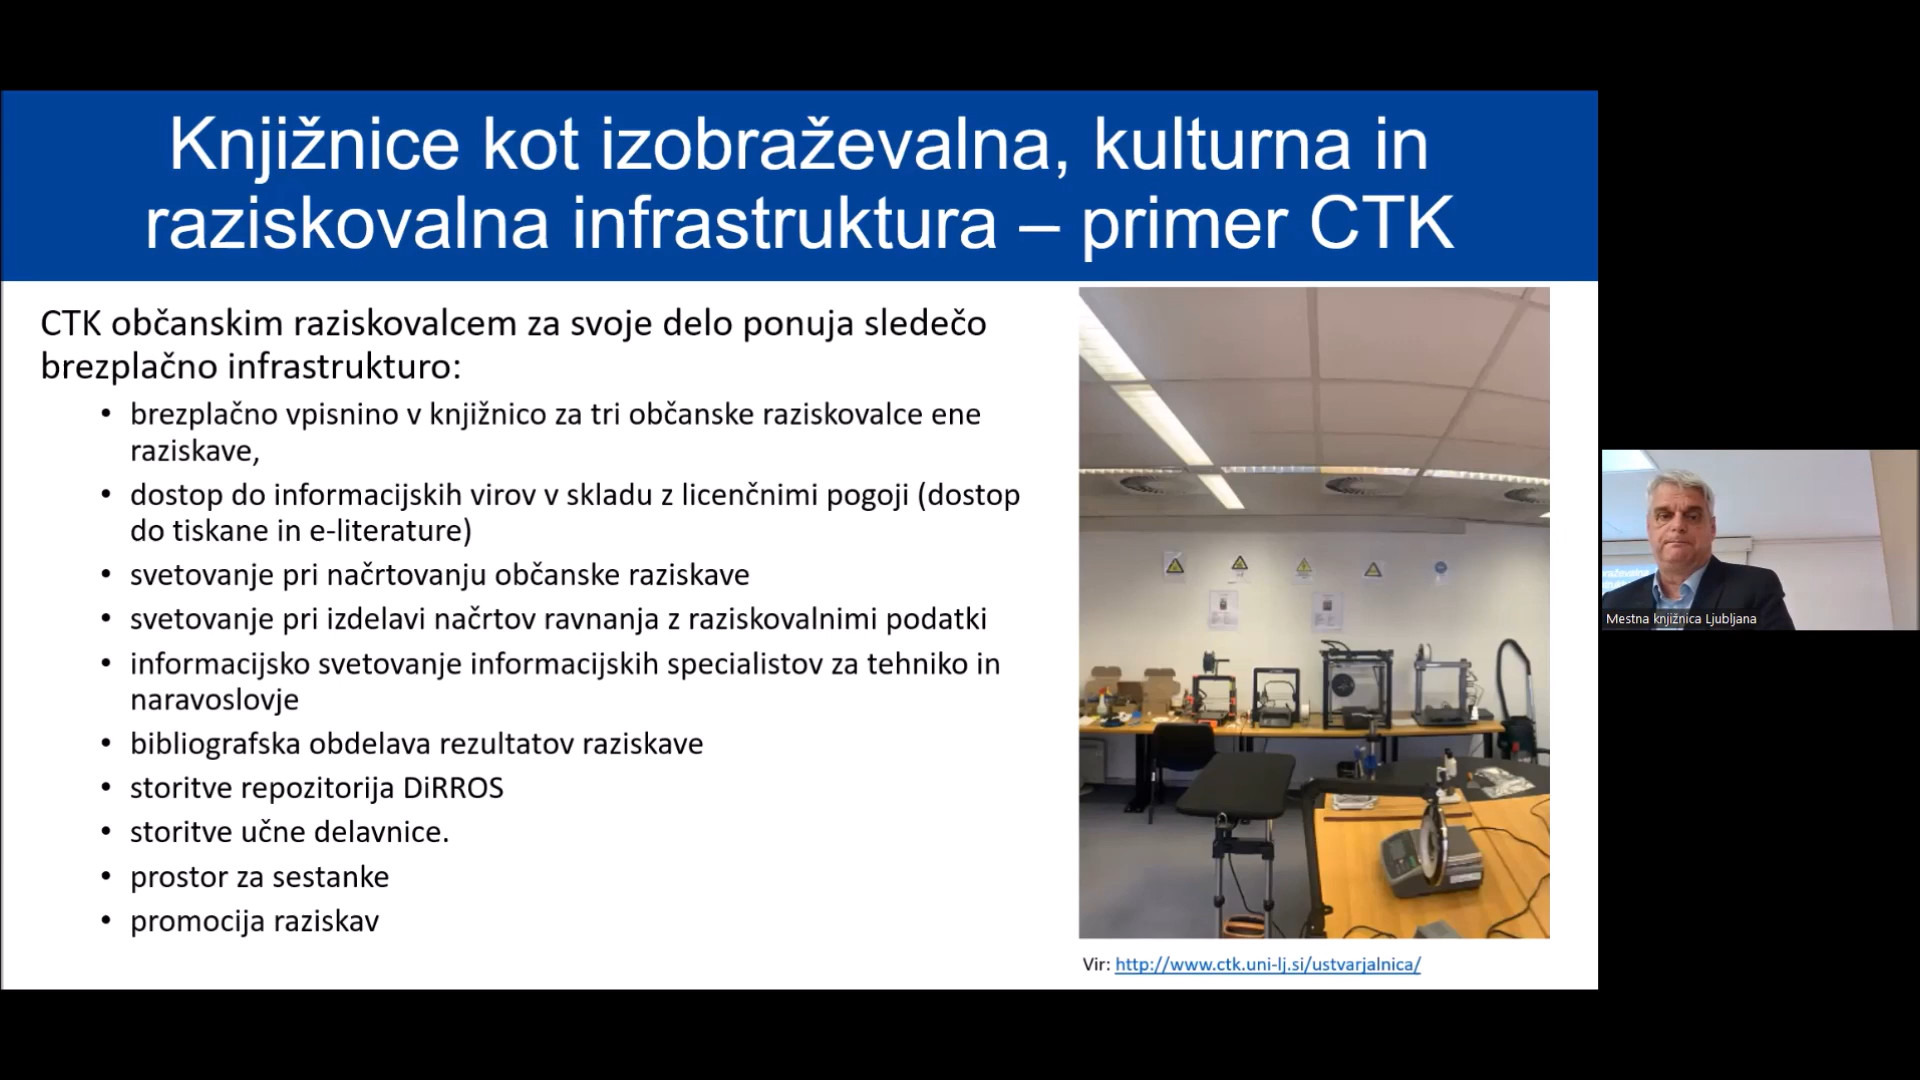 Knjižnice kot izobraževalna, kulturna in
raziskovalna infrastruktura – primer CTK
CTK občanskim raziskovalcem za svoje delo ponuja sledečo
brezplačno infrastrukturo:
• brezplačno vpisnino v knjižnico za tri občanske raziskovalce ene
raziskave,
• dostop do informacijskih virov v skladu z licenčnimi pogoji (dostop
do tiskane in e-literature)
• svetovanje pri načrtovanju občanske raziskave
• svetovanje pri izdelavi načrtov ravnanja z raziskovalnimi podatki
• informacijsko svetovanje informacijskih specialistov za tehniko in
naravoslovje
• bibliografska obdelava rezultatov raziskave
• storitve repozitorija DiRROS
• storitve učne delavnice.
• prostor za sestanke
• promocija raziskav
Vir: http://www.ctk.uni-lj.si/ustvarjalnica/
Mestna knjižnica Ljubljana